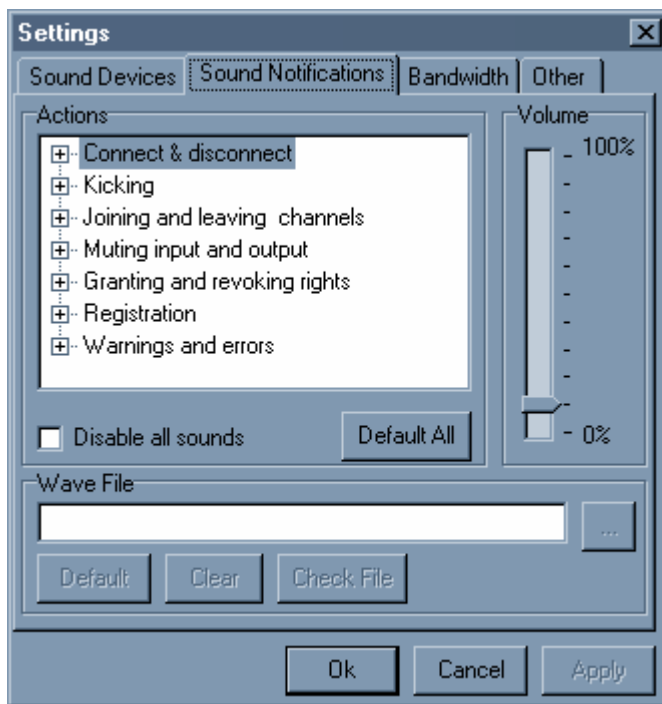 Settings
Sound Devices Sound Notifications Bandwidth Other
Actions
Connect & disconnect
Kicking
Joining and leaving channels
Muting input and output
Granting and revoking rights
Registration
Warnings and errors
Disable all sounds
Default All
Volume
100%
0%
Wave File
...
Default Clear Check File
Ok Cancel Apply